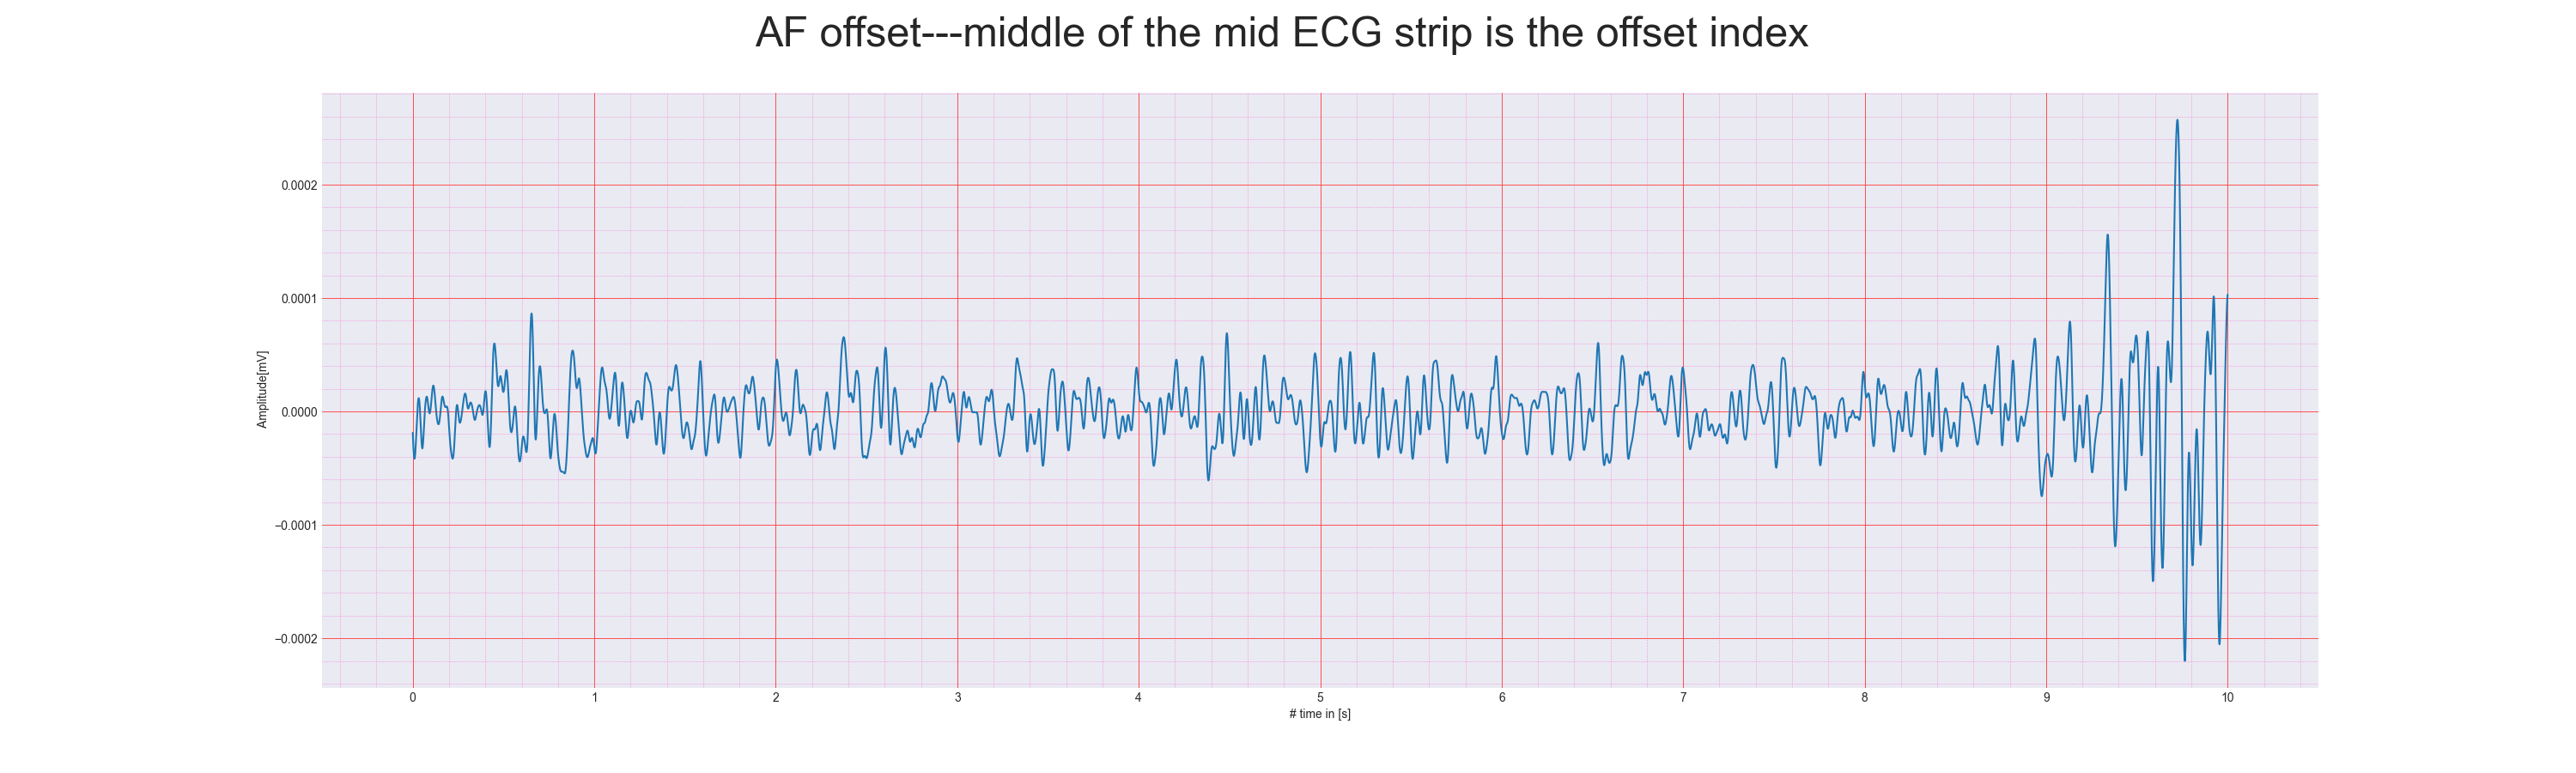 AF offset---middle of the mid ECG strip is the offset index
Amplitude[mV]
0.0002
0.0001
0.0000
−0.0001
−0.0002
0 1 2 3 4 5 6 7 8 9 10
# time in [s]